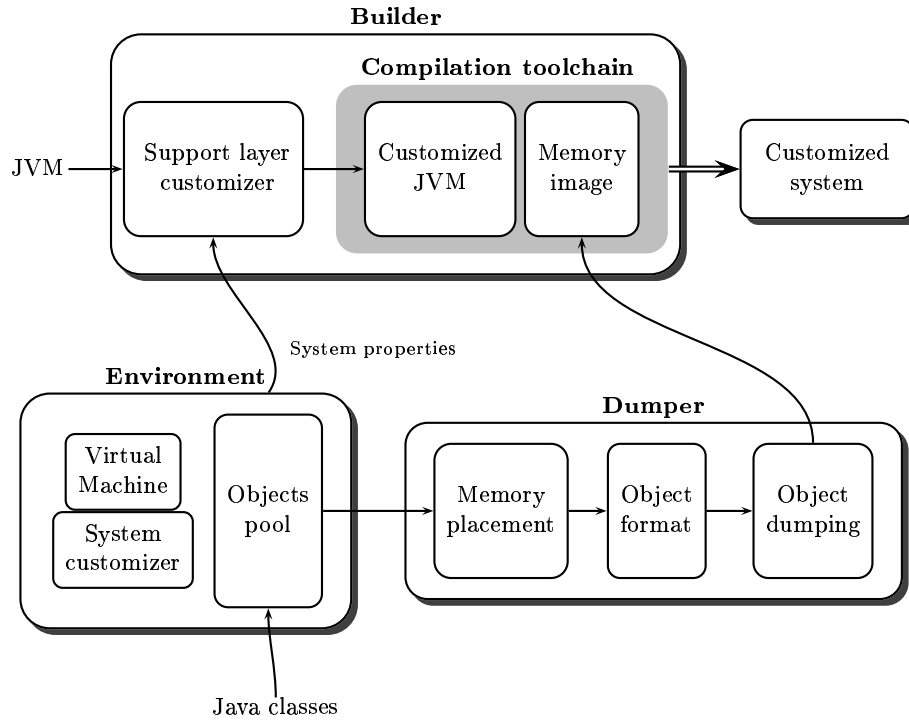 Builder
Compilation toolchain
JVM
Support layer
customizer
Customized
JVM
Memory
image
Customized
system
System properties
Environment
Virtual
Machine
System
customizer
Objects
pool
Dumper
Memory
placement
Object
format
Object
dumping
Java classes